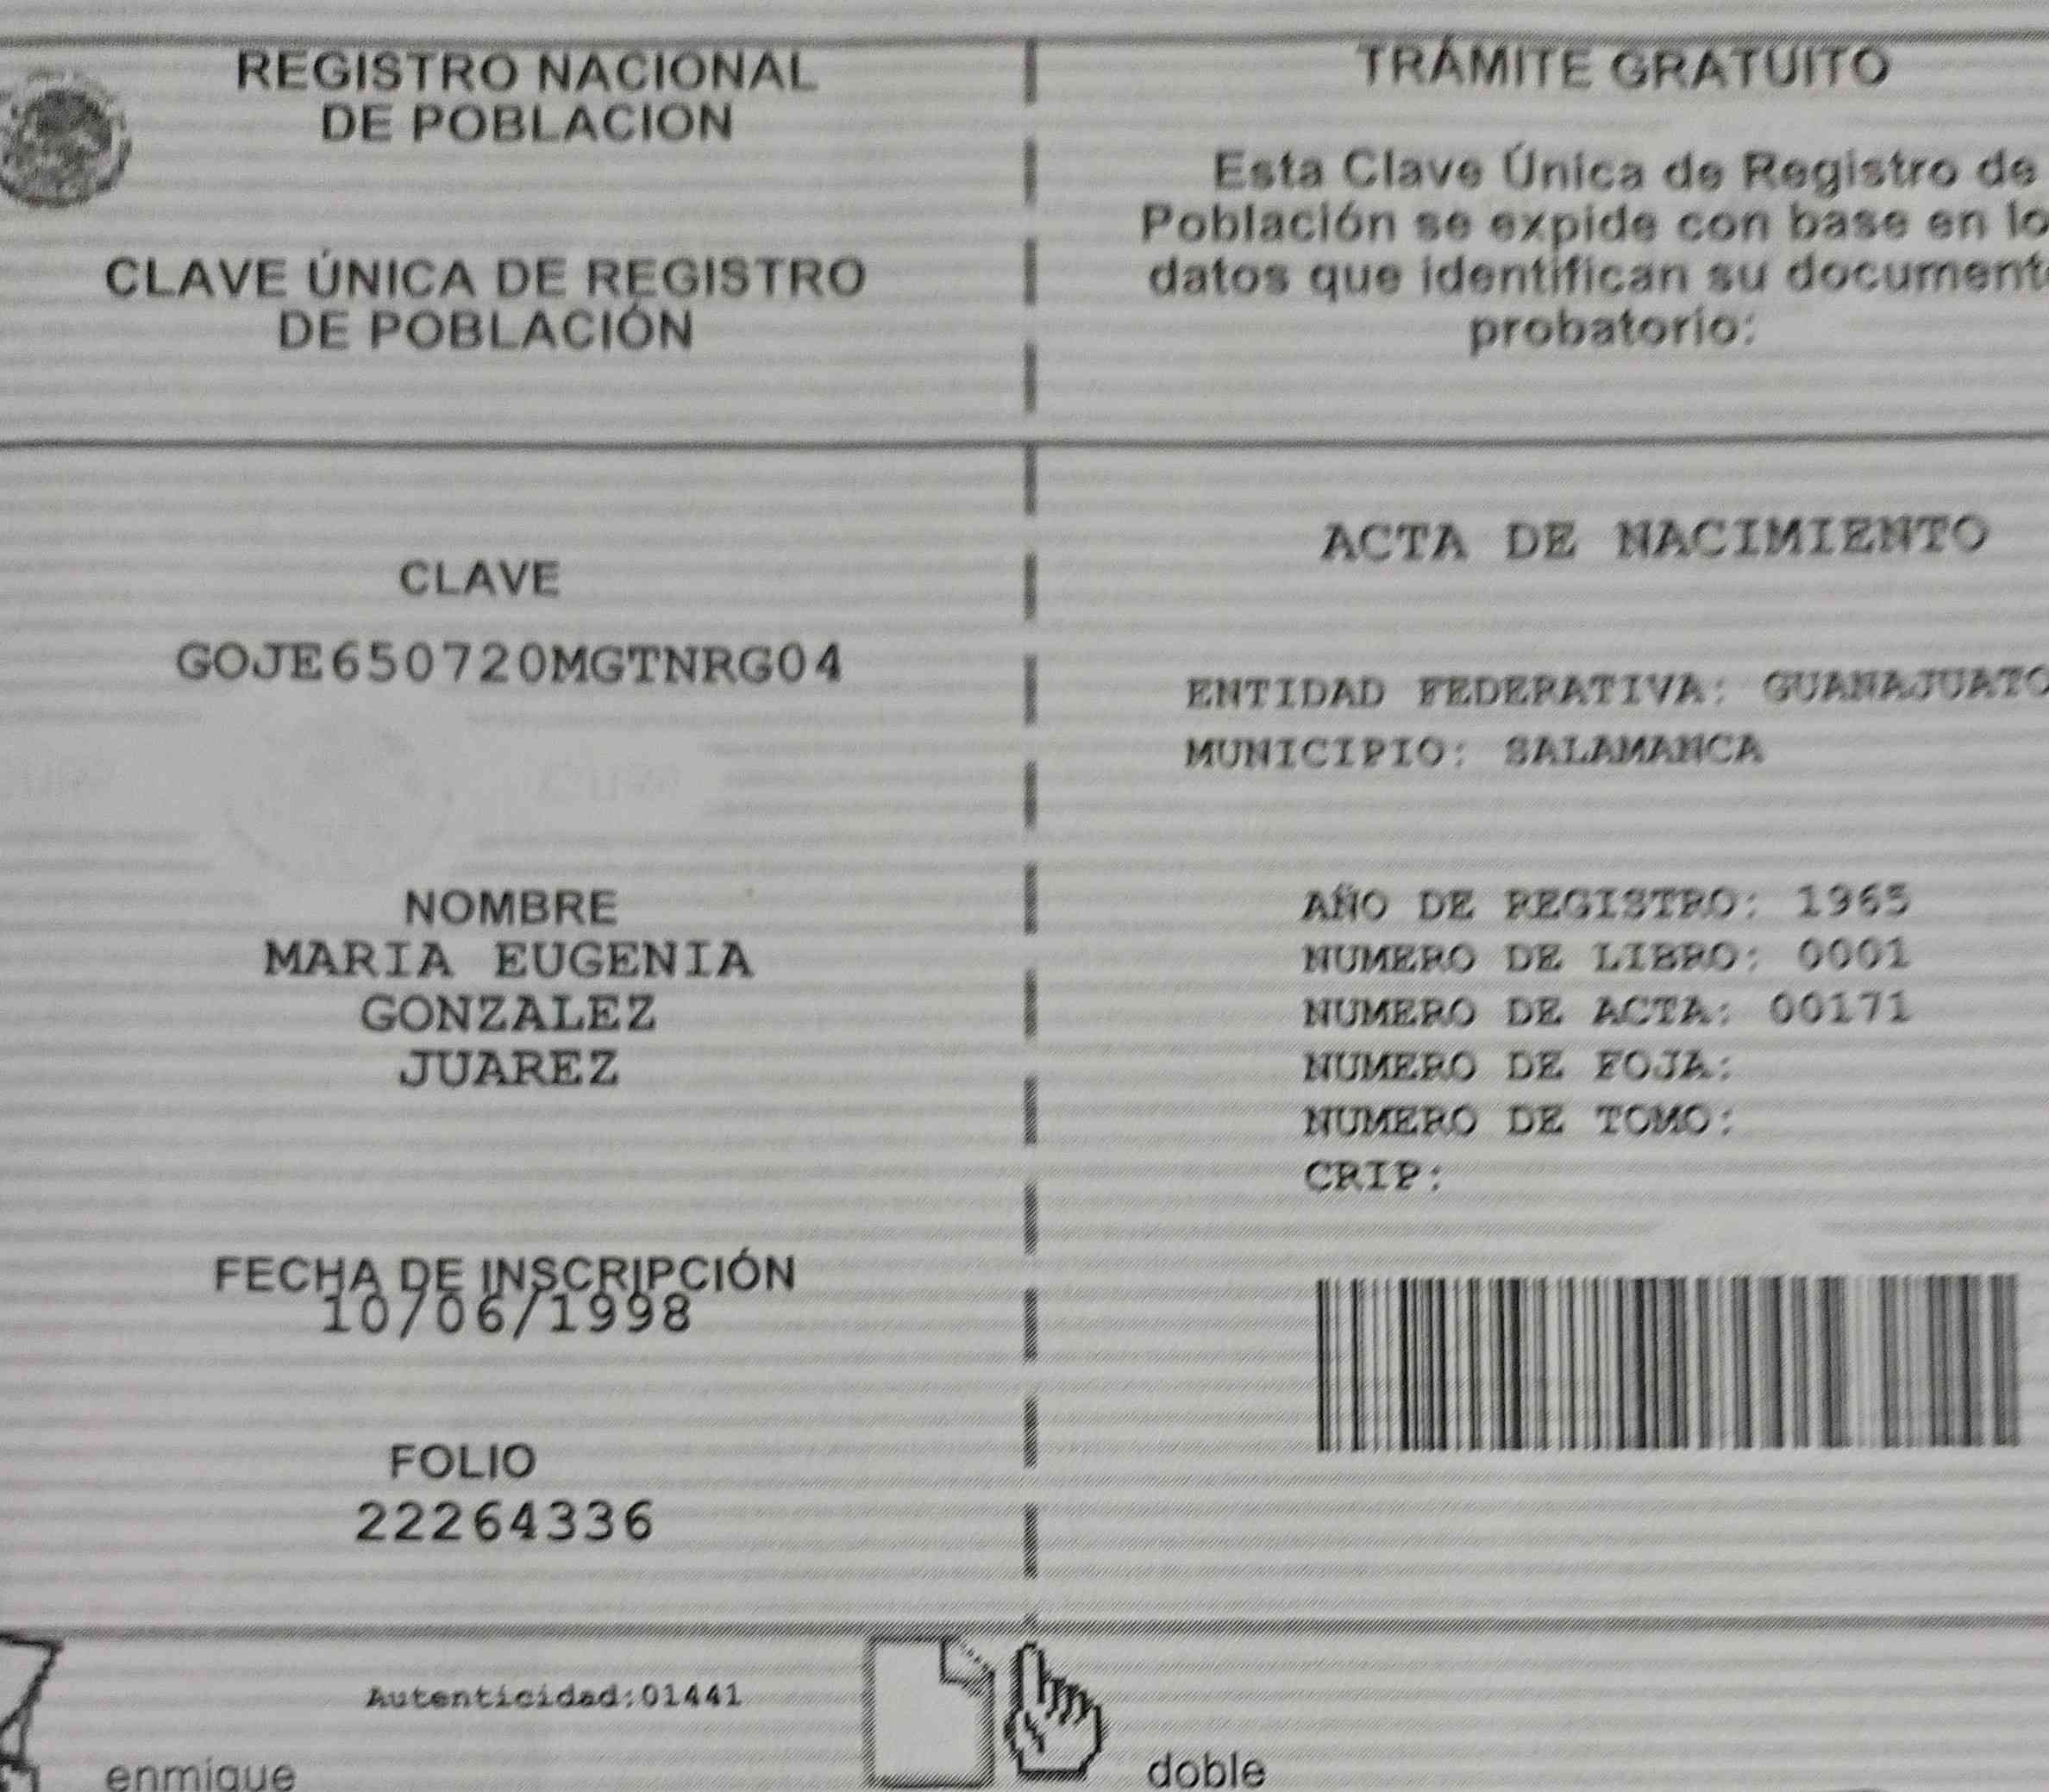 REGISTRO NACIONAL
DE POBLACION
CLAVE ÚNICA DE REGISTRO
DE POBLACIÓN
CLAVE
GOJE650720MGTNRG04
NOMBRE
MARIA EUGENIA
GONZALEZ
JUAREZ
FECHA DE INSCRIPCIÓN
10/06/1998
FOLIO
22264336
TRÁMITE GRATUITO
Esta Clave Única de Registro de
Población se expide con base en lo
datos que identifican su document
probatorio:
ACTA DE NACIMIENTO
ENTIDAD FEDERATIVA: GUANAJUATO
MUNICIPIO: SALAMANCA
AÑO DE REGISTRO: 1965
NUMERO DE LIBRO: 0001
NUMERO DE ACTA: 00171
NUMERO DE FOJA:
NUMERO DE TOMO:
CRIP:
Autenticidad:01441
enmique
doble